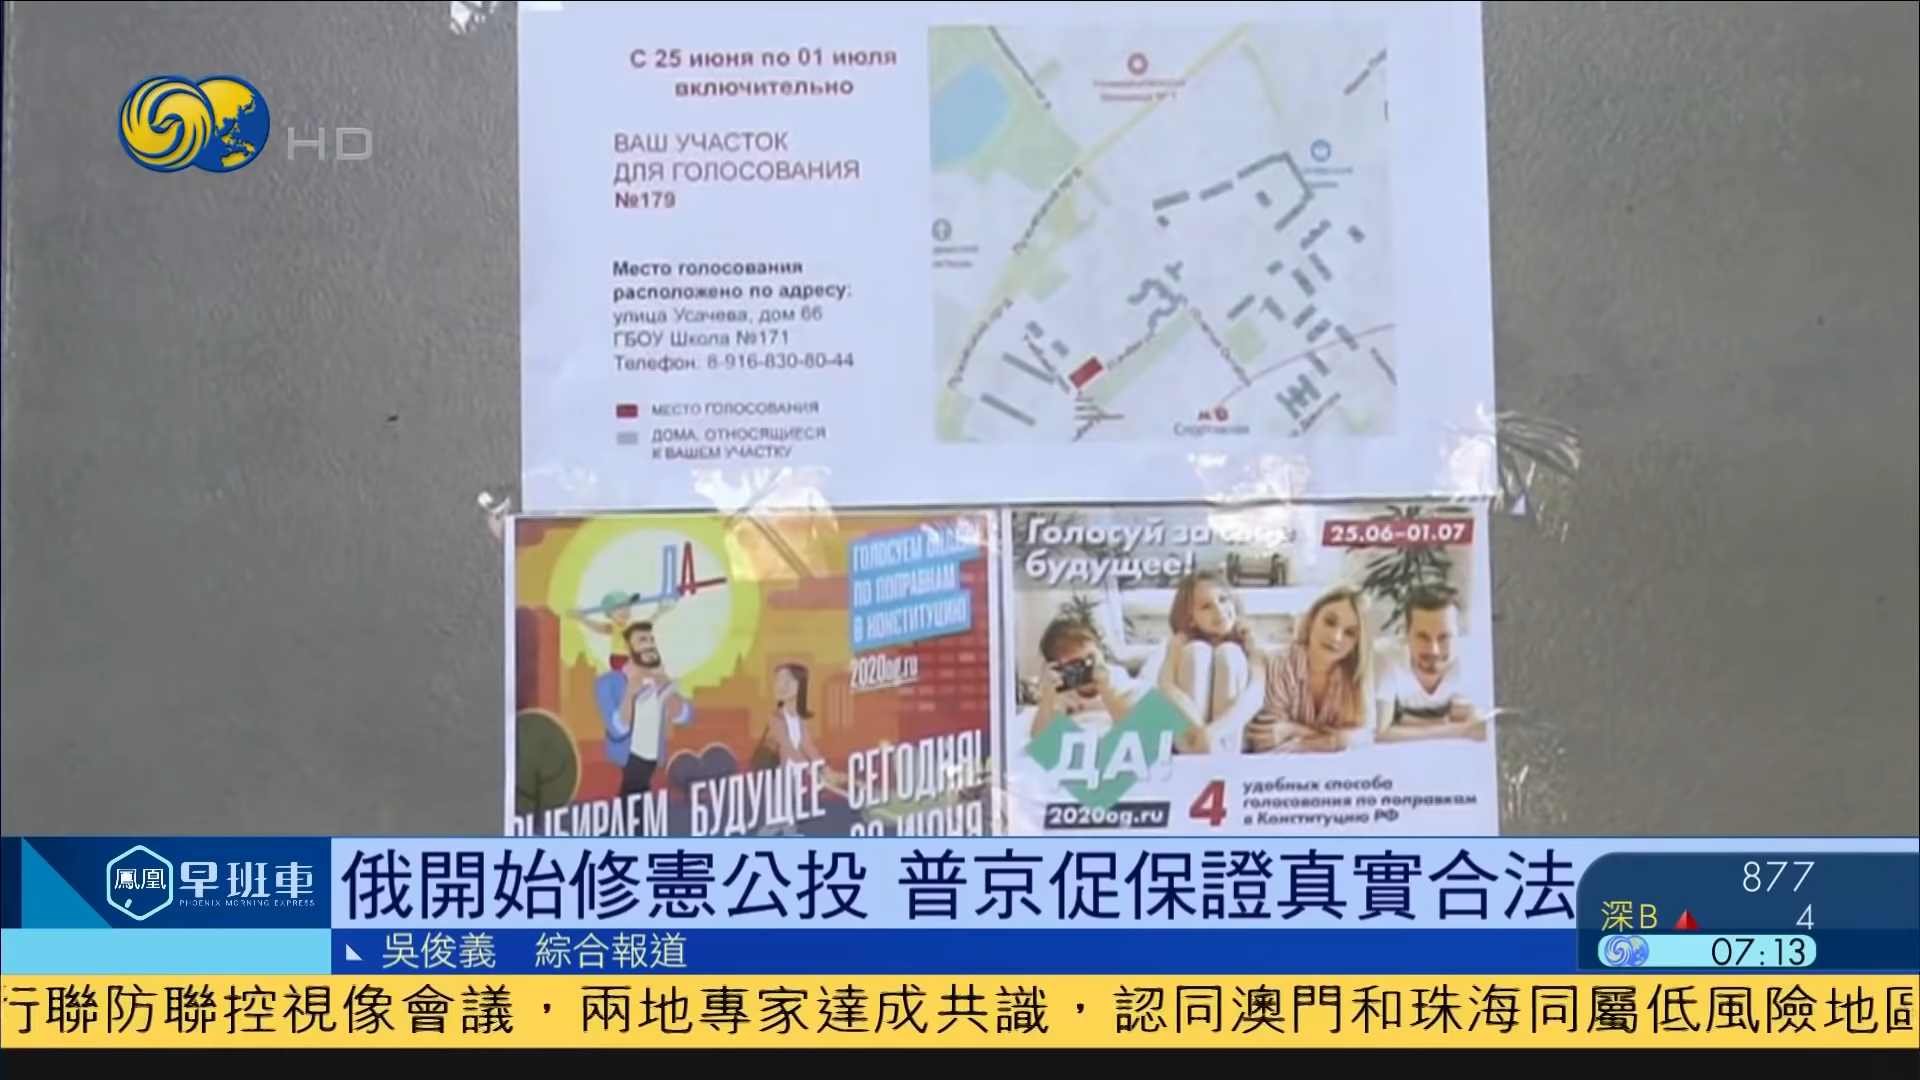 HD
С 25 июня по 01 июля
включительно
ВАШ УЧАСТОК
ДЛЯ ГОЛОСОВАНИЯ
№179
Место голосования
расположено по адресу:
улица Усачева, дом 66
ГБОУ Школа №171
Телефон: 8-916-830-80-44
МЕСТО ГОЛОСОВАНИЯ
ДОМА, ОТНОСЯЩИЕСЯ
К ВАШЕМ УЧАСТКУ
Спортивная
ДА
ГОЛОСУЕМ
ПО ПОПРАВКАМ
В КОНСТИТУЦИЮ
2020og.ru
ВЫБИРАЕМ БУДУЩЕЕ СЕГОДНЯ!
ИЮНЯ
Голосуй за
будущее!
25.06–01.07
ДА!
2020og.ru
4 удобных способа
голосования по поправкам
в Конституцию РФ
鳳凰 早班車
PHOENIX MORNING EXPRESS
俄開始修憲公投 普京促保證真實合法
吳俊義 綜合報道
877
深B 4
07:13
行聯防聯控視像會議，兩地專家達成共識，認同澳門和珠海同屬低風險地區